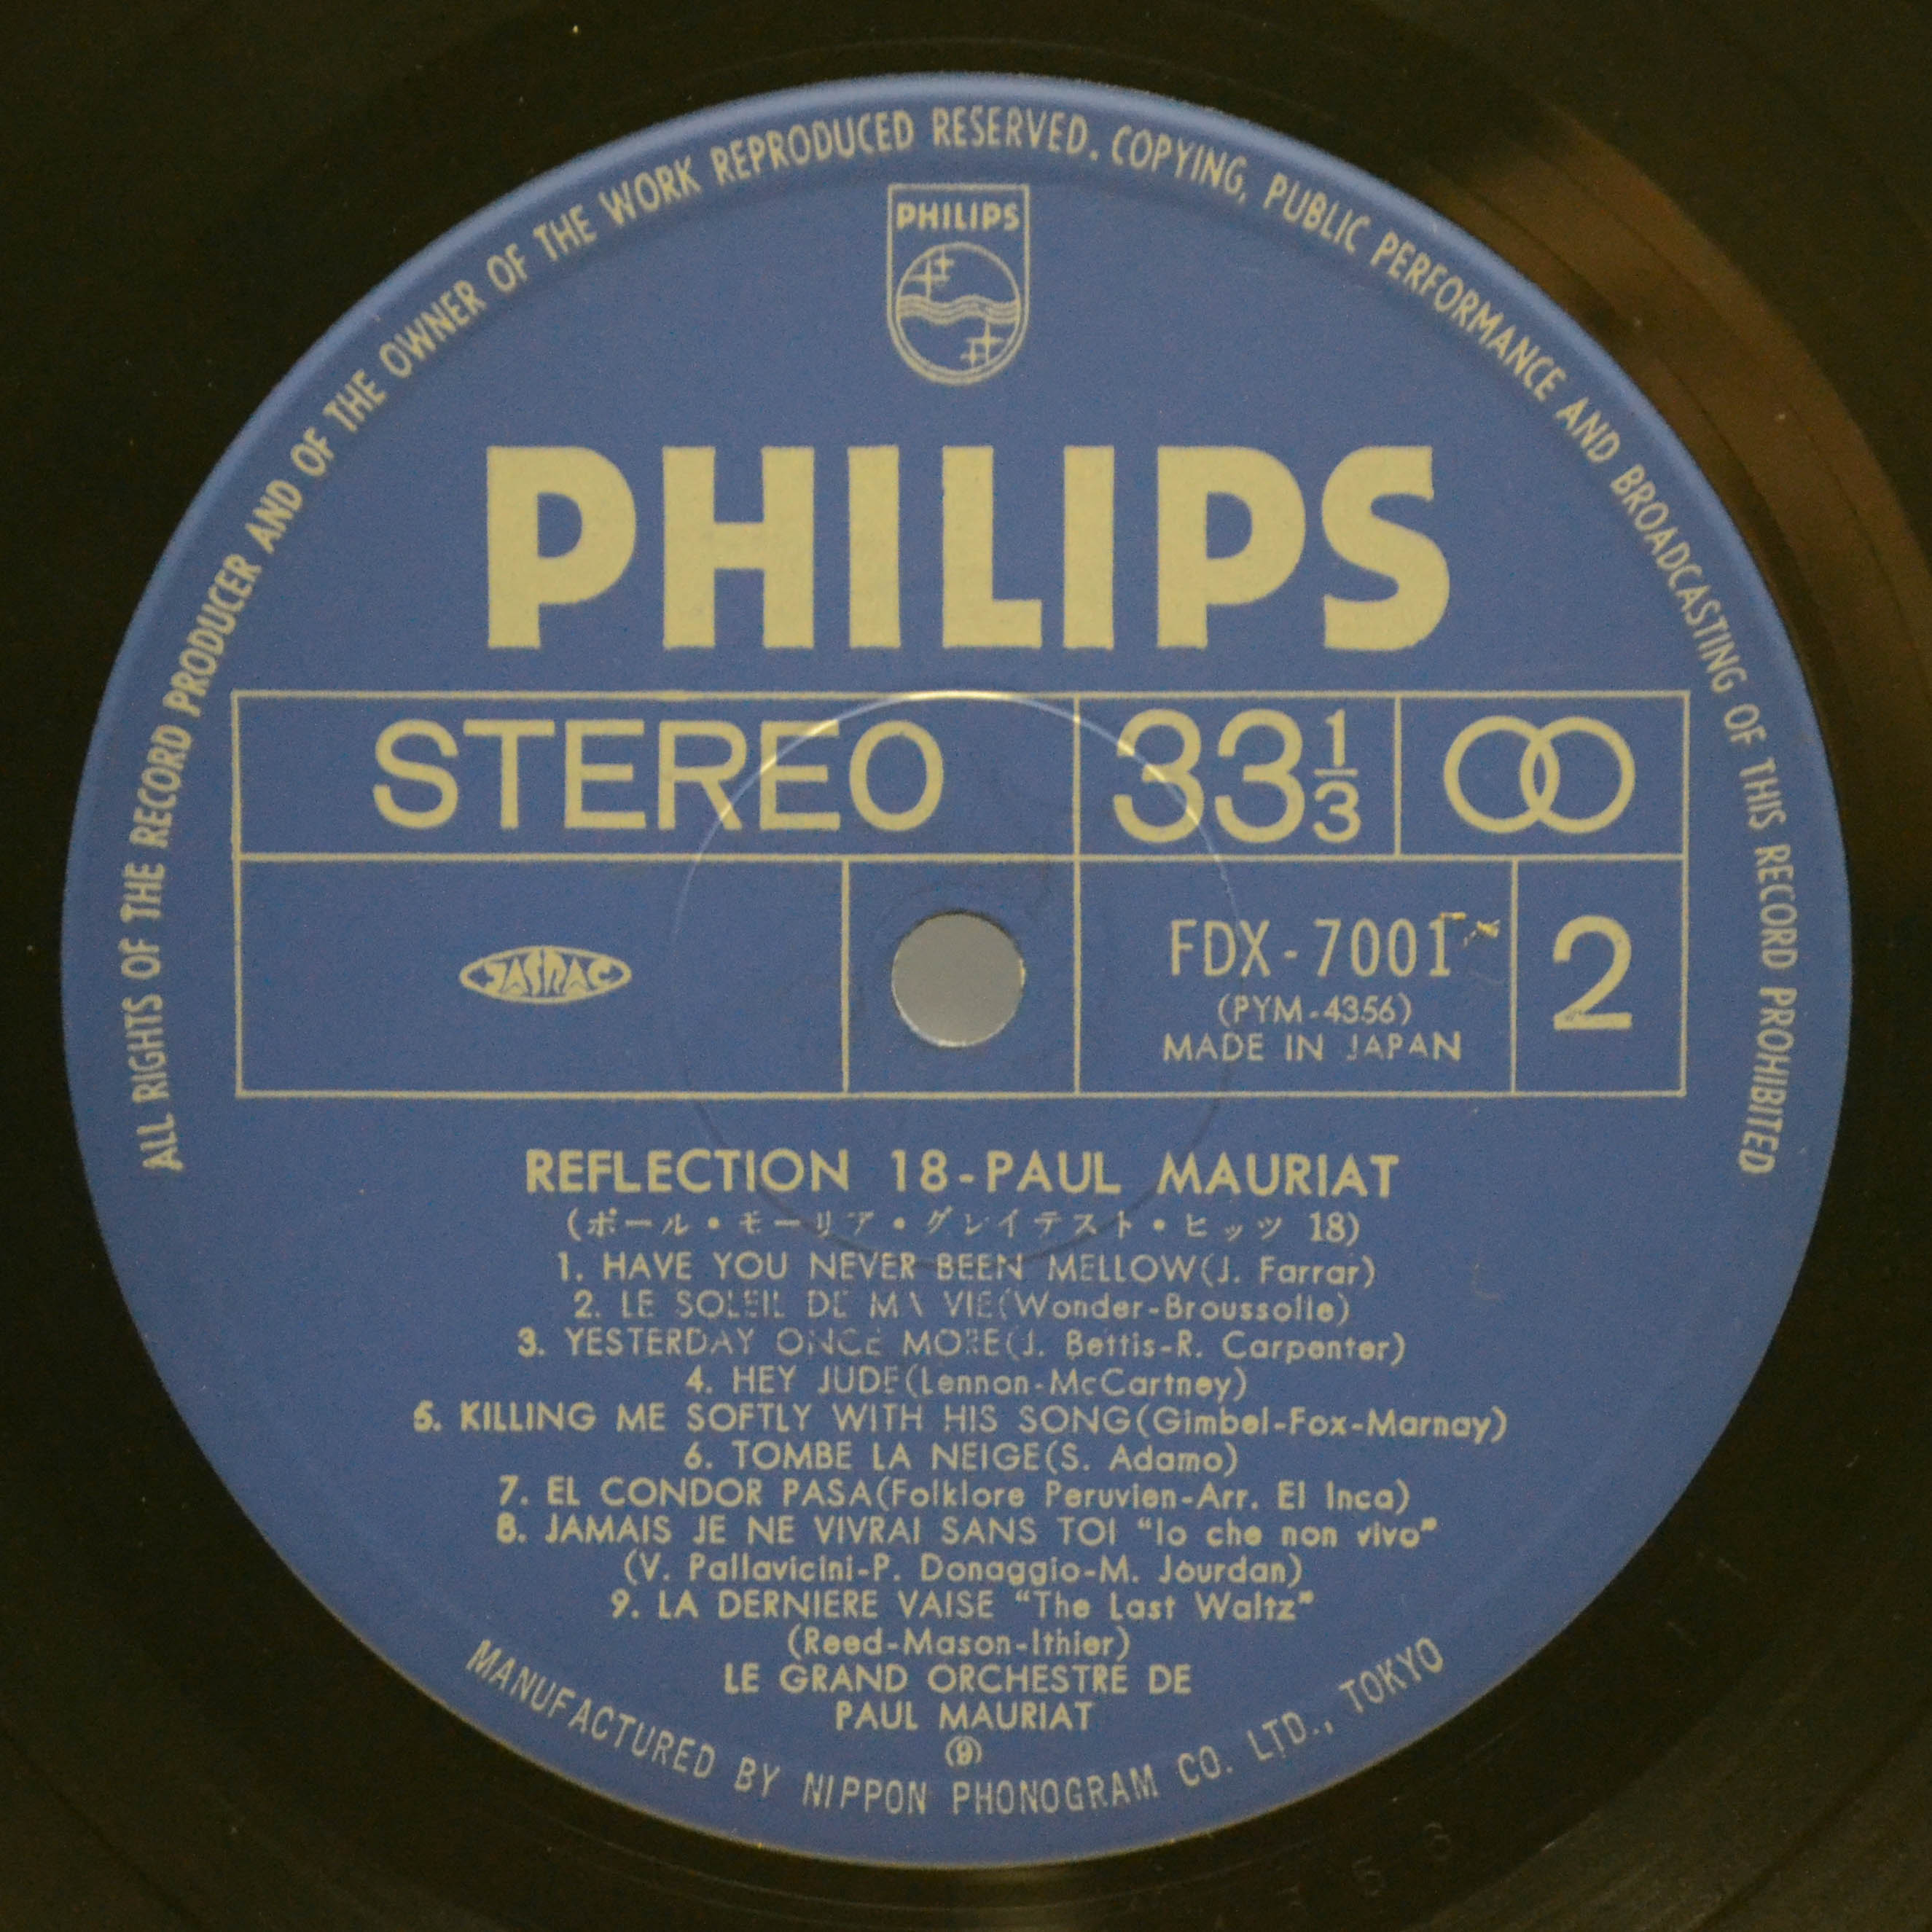 ALL RIGHTS OF THE RECORD PRODUCER AND OF THE OWNER OF THE WORK REPRODUCED RESERVED. COPYING, PUBLIC PERFORMANCE AND BROADCASTING OF THIS RECORD PROHIBITED
PHILIPS
PHILIPS
STEREO
33 1/3
JASRAC
FDX-7001
(PYM-4356)
MADE IN JAPAN
2
REFLECTION 18-PAUL MAURIAT
(ポール・モーリア・グレイテスト・ヒッツ 18)
1. HAVE YOU NEVER BEEN MELLOW(J. Farrar)
2. LE SOLEIL DE MA VIE(Wonder-Broussolle)
3. YESTERDAY ONCE MORE(J. Bettis-R. Carpenter)
4. HEY JUDE(Lennon-McCartney)
5. KILLING ME SOFTLY WITH HIS SONG(Gimbel-Fox-Marnay)
6. TOMBE LA NEIGE(S. Adamo)
7. EL CONDOR PASA(Folklore Peruvien-Arr. El Inca)
8. JAMAIS JE NE VIVRAI SANS TOI "Io che non vivo"
(V. Pallavicini-P. Donaggio-M. Jourdan)
9. LA DERNIERE VAISE "The Last Waltz"
(Reed-Mason-Ithier)
LE GRAND ORCHESTRE DE
PAUL MAURIAT
(9)
MANUFACTURED BY NIPPON PHONOGRAM CO. LTD., TOKYO